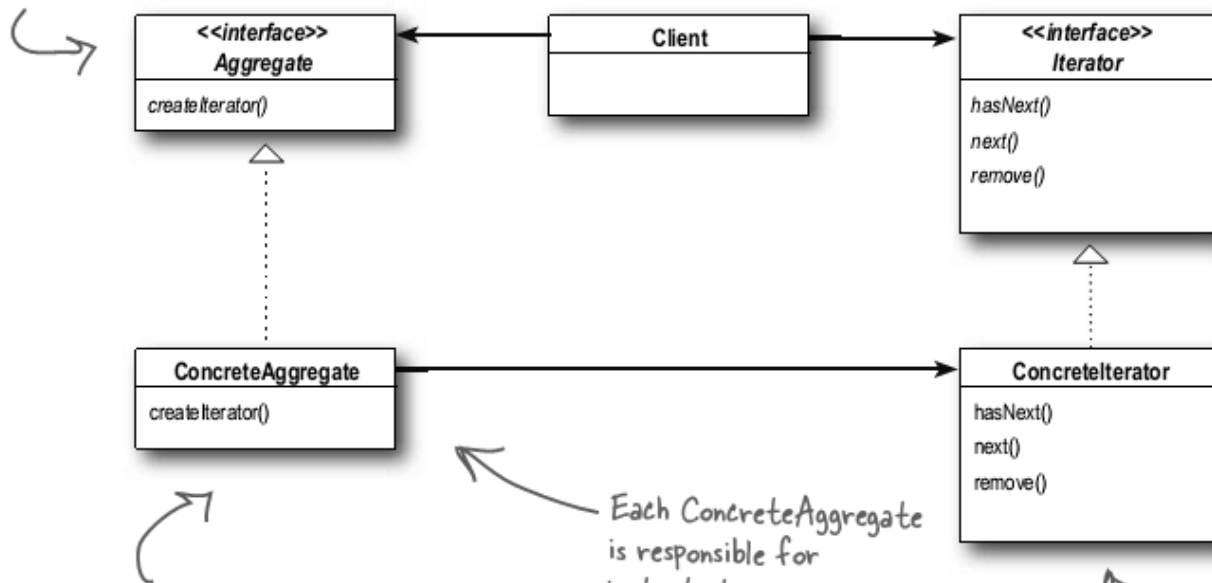 <<interface>>
Aggregate
createIterator()
Client
<<interface>>
Iterator
hasNext()
next()
remove()
ConcreteAggregate
createIterator()
ConcreteIterator
hasNext()
next()
remove()
Each ConcreteAggregate
is responsible for